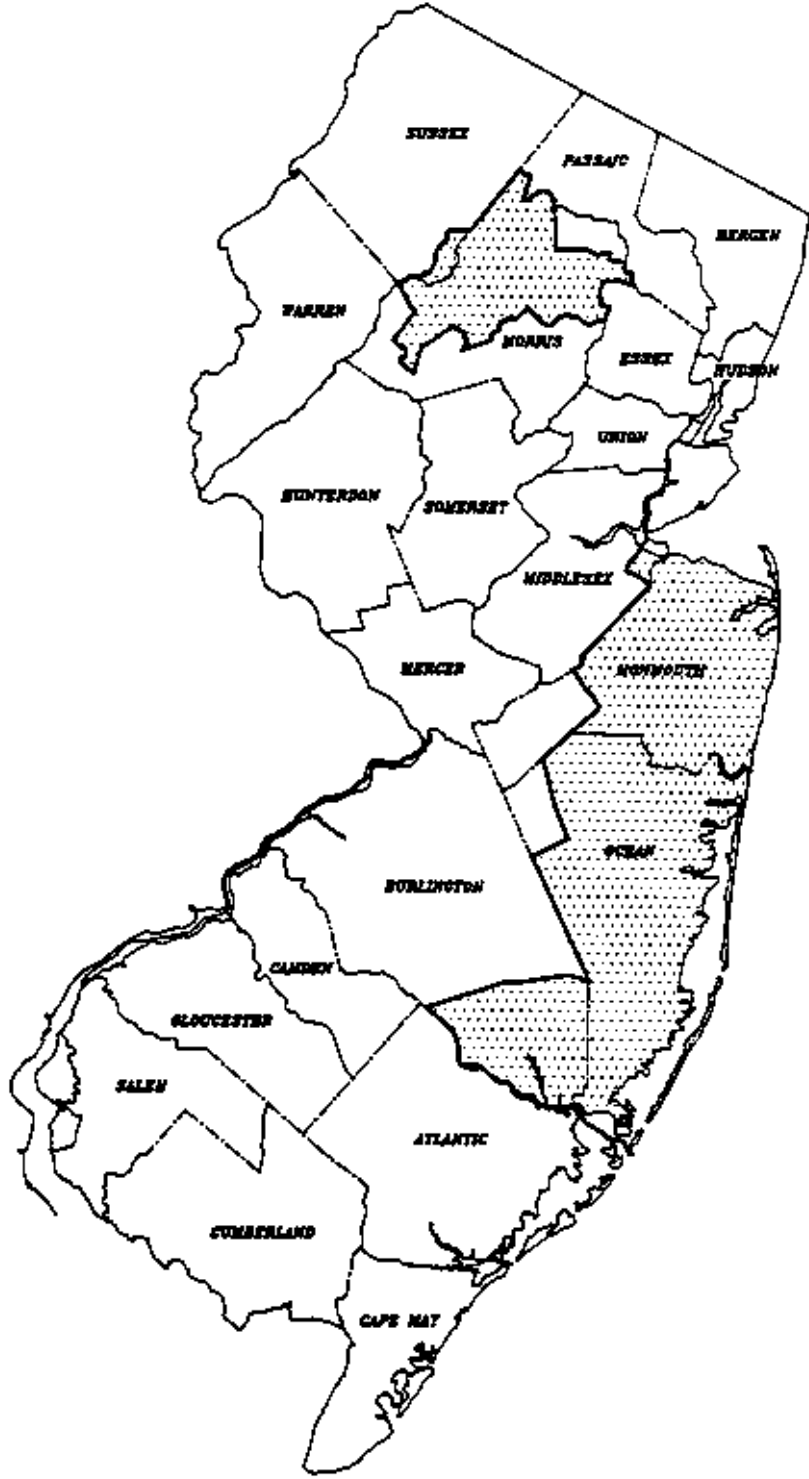 SUSSEX
PASSAIC
BERGEN
WARREN
MORRIS
ESSEX
HUDSON
UNION
HUNTERDON
SOMERSET
MIDDLESEX
MERCER
MONMOUTH
OCEAN
BURLINGTON
CAMDEN
GLOUCESTER
SALEM
ATLANTIC
CUMBERLAND
CAPE MAY